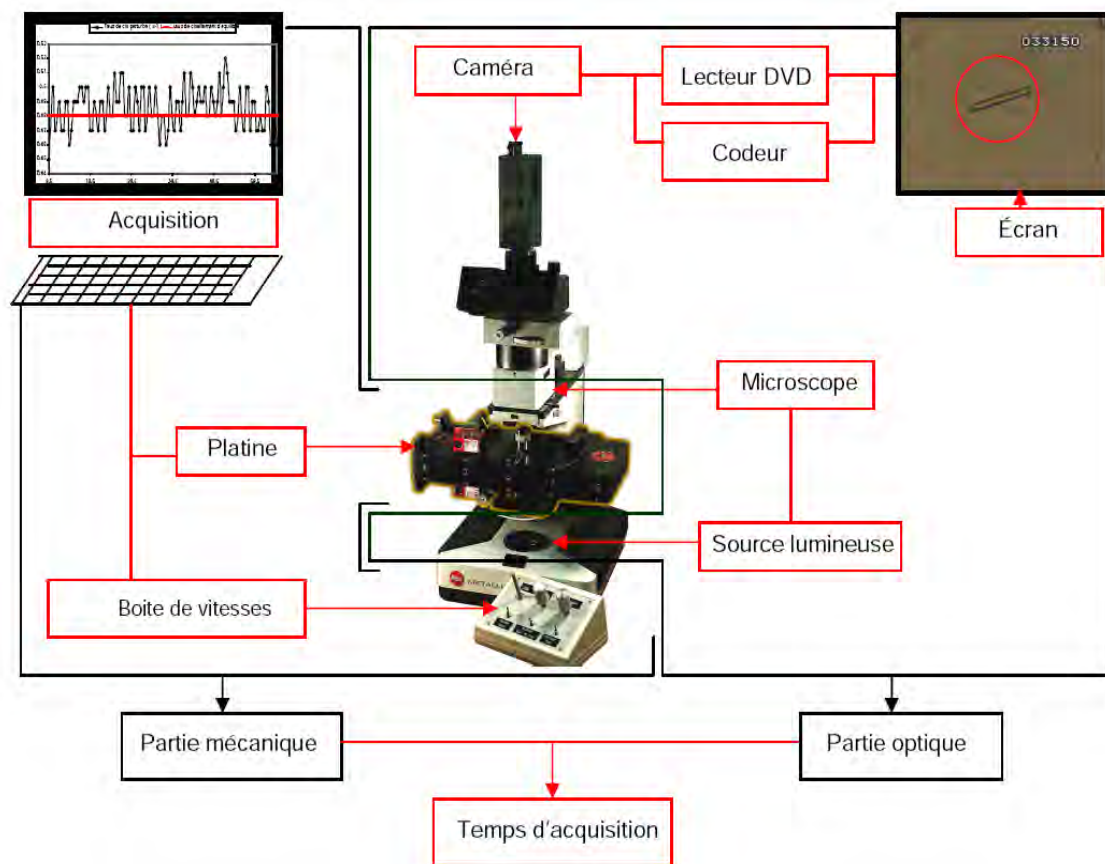 033150
Caméra
Lecteur DVD
Codeur
Acquisition
Écran
Microscope
Platine
Source lumineuse
Boite de vitesses
Partie mécanique
Partie optique
Temps d'acquisition